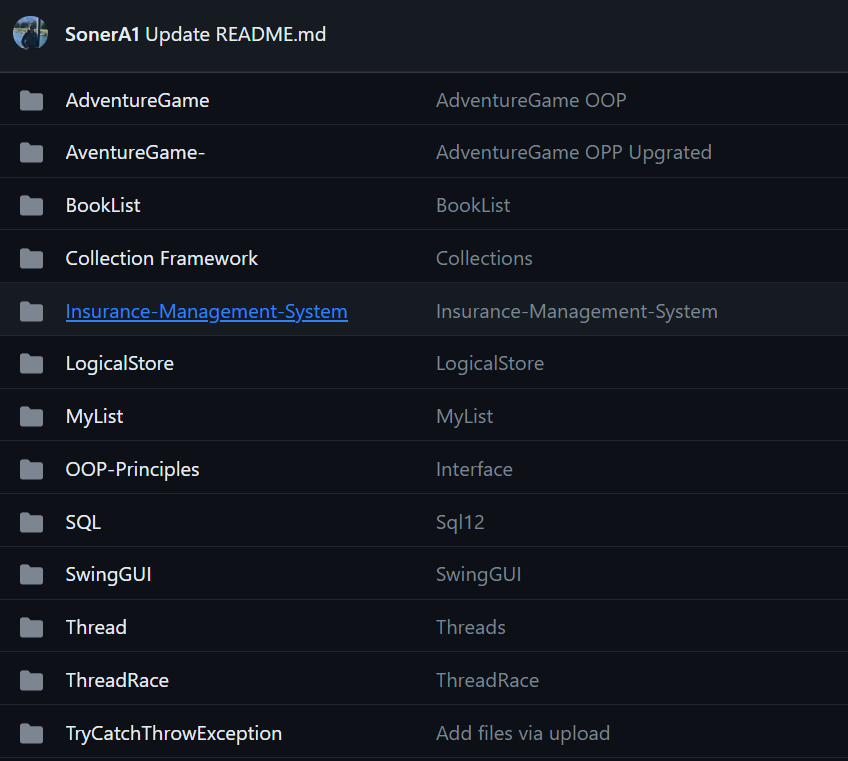 SonerA1 Update README.md
AdventureGame AdventureGame OOP
AventureGame- AdventureGame OPP Upgrated
BookList BookList
Collection Framework Collections
Insurance-Management-System Insurance-Management-System
LogicalStore LogicalStore
MyList MyList
OOP-Principles Interface
SQL Sql12
SwingGUI SwingGUI
Thread Threads
ThreadRace ThreadRace
TryCatchThrowException Add files via upload